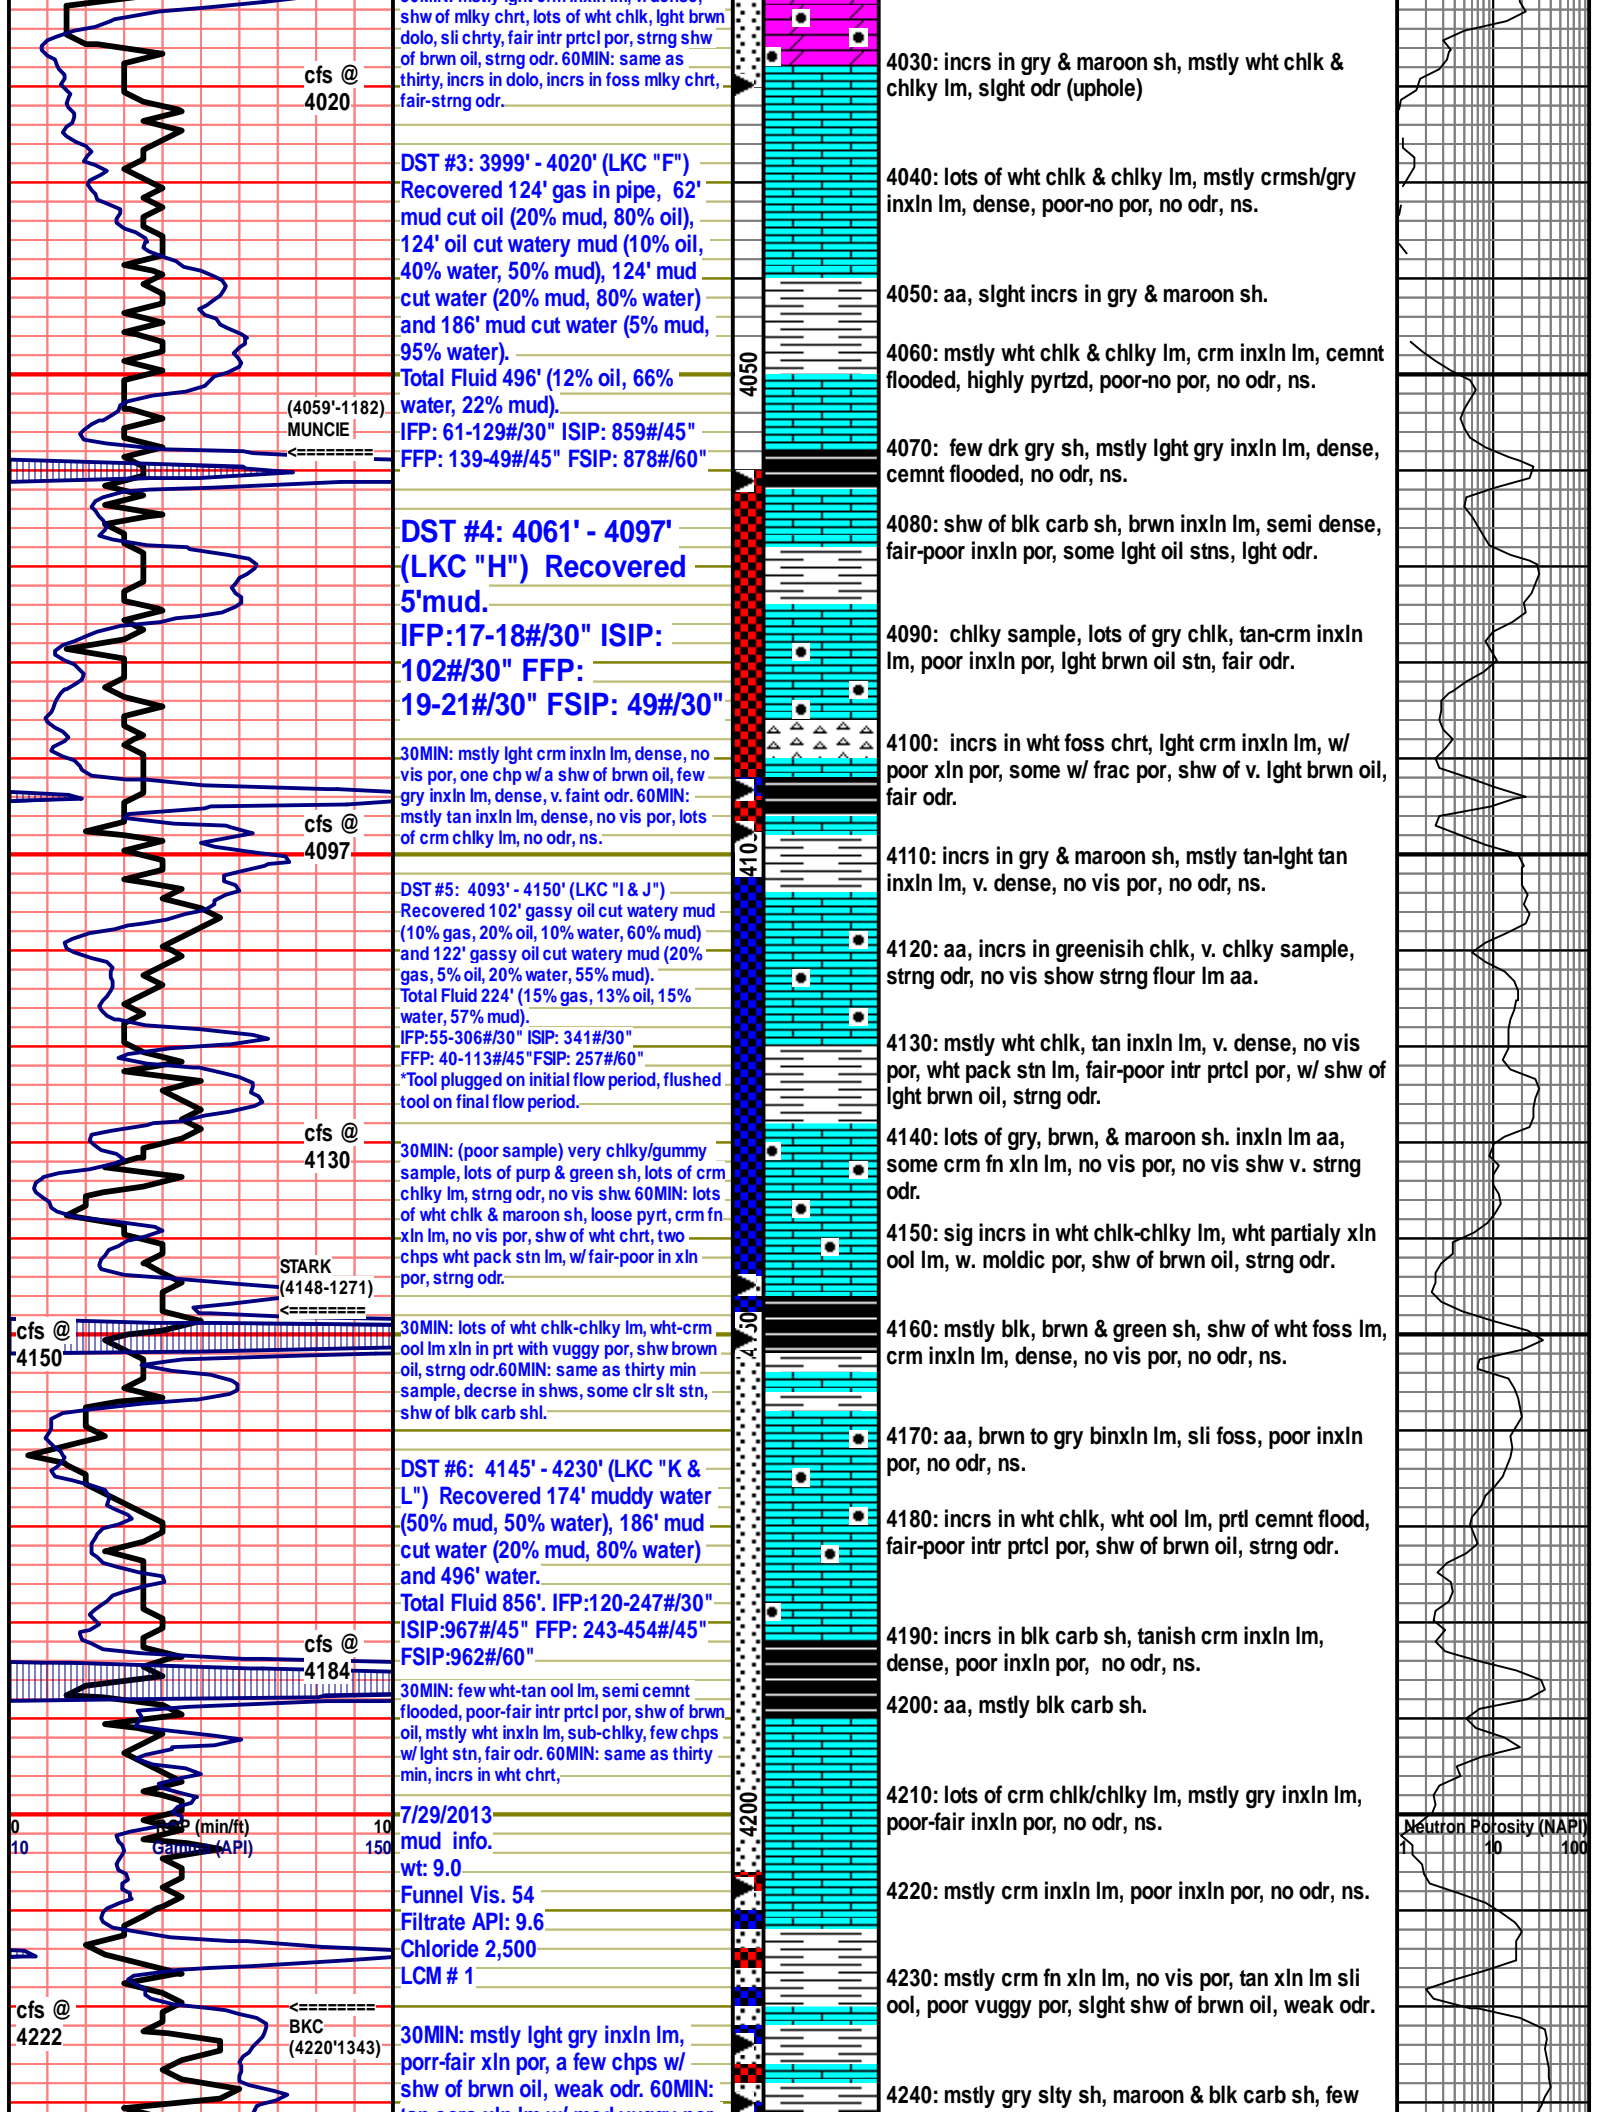 shw of mlky chrt, lots of wht chlk, lght brwn
dolo, sli chrty, fair intr prtcl por, strng shw
of brwn oil, strng odr. 60MIN: same as
thirty, incrs in dolo, incrs in foss mlky chrt,
fair-strng odr.
cfs @
4020
DST #3: 3999' - 4020' (LKC "F")
Recovered 124' gas in pipe, 62'
mud cut oil (20% mud, 80% oil),
124' oil cut watery mud (10% oil,
40% water, 50% mud), 124' mud
cut water (20% mud, 80% water)
and 186' mud cut water (5% mud,
95% water).
Total Fluid 496' (12% oil, 66%
water, 22% mud).
IFP: 61-129#/30" ISIP: 859#/45"
FFP: 139-49#/45" FSIP: 878#/60"
(4059'-1182)
MUNCIE
<========
4050
DST #4: 4061' - 4097'
(LKC "H") Recovered
5'mud.
IFP:17-18#/30" ISIP:
102#/30" FFP:
19-21#/30" FSIP: 49#/30"
30MIN: mstly lght crm inxln lm, dense, no
vis por, one chp w/ a shw of brwn oil, few
gry inxln lm, dense, v. faint odr. 60MIN:
mstly tan inxln lm, dense, no vis por, lots
of crm chlky lm, no odr, ns.
cfs @
4097
DST #5: 4093' - 4150' (LKC "I & J")
Recovered 102' gassy oil cut watery mud
(10% gas, 20% oil, 10% water, 60% mud)
and 122' gassy oil cut watery mud (20%
gas, 5% oil, 20% water, 55% mud).
Total Fluid 224' (15% gas, 13% oil, 15%
water, 57% mud).
IFP:55-306#/30" ISIP: 341#/30"
FFP: 40-113#/45"FSIP: 257#/60"
*Tool plugged on initial flow period, flushed
tool on final flow period.
cfs @
4130
30MIN: (poor sample) very chlky/gummy
sample, lots of purp & green sh, lots of crm
chlky lm, strng odr, no vis shw. 60MIN: lots
of wht chlk & maroon sh, loose pyrt, crm fn
xln lm, no vis por, shw of wht chrt, two
chps wht pack stn lm, w/ fair-poor in xln
por, strng odr.
STARK
(4148-1271)
<========
cfs @
4150
30MIN: lots of wht chlk-chlky lm, wht-crm
ool lm xln in prt with vuggy por, shw brown
oil, strng odr.60MIN: same as thirty min
sample, decrse in shws, some clr slt stn,
shw of blk carb shl.
DST #6: 4145' - 4230' (LKC "K &
L") Recovered 174' muddy water
(50% mud, 50% water), 186' mud
cut water (20% mud, 80% water)
and 496' water.
Total Fluid 856'. IFP:120-247#/30"
ISIP:967#/45" FFP: 243-454#/45"
FSIP:962#/60"
cfs @
4184
30MIN: few wht-tan ool lm, semi cemnt
flooded, poor-fair intr prtcl por, shw of brwn
oil, mstly wht inxln lm, sub-chlky, few chps
w/ lght stn, fair odr. 60MIN: same as thirty
min, incrs in wht chrt,
4200
0 (min/ft) 10
10 150
7/29/2013
mud info.
wt: 9.0
Funnel Vis. 54
Filtrate API: 9.6
Chloride 2,500
LCM # 1
cfs @
4222
<========
BKC
(4220'1343)
30MIN: mstly lght gry inxln lm,
porr-fair xln por, a few chps w/
shw of brwn oil, weak odr. 60MIN:
4030: incrs in gry & maroon sh, mstly wht chlk &
chlky lm, slght odr (uphole)
4040: lots of wht chlk & chlky lm, mstly crmsh/gry
inxln lm, dense, poor-no por, no odr, ns.
4050: aa, slght incrs in gry & maroon sh.
4060: mstly wht chlk & chlky lm, crm inxln lm, cemnt
flooded, highly pyrtzd, poor-no por, no odr, ns.
4070: few drk gry sh, mstly lght gry inxln lm, dense,
cemnt flooded, no odr, ns.
4080: shw of blk carb sh, brwn inxln lm, semi dense,
fair-poor inxln por, some lght oil stns, lght odr.
4090: chlky sample, lots of gry chlk, tan-crm inxln
lm, poor inxln por, lght brwn oil stn, fair odr.
4100: incrs in wht foss chrt, lght crm inxln lm, w/
poor xln por, some w/ frac por, shw of v. lght brwn oil,
fair odr.
4110: incrs in gry & maroon sh, mstly tan-lght tan
inxln lm, v. dense, no vis por, no odr, ns.
4120: aa, incrs in greenisih chlk, v. chlky sample,
strng odr, no vis show strng flour lm aa.
4130: mstly wht chlk, tan inxln lm, v. dense, no vis
por, wht pack stn lm, fair-poor intr prtcl por, w/ shw of
lght brwn oil, strng odr.
4140: lots of gry, brwn, & maroon sh. inxln lm aa,
some crm fn xln lm, no vis por, no vis shw v. strng
odr.
4150: sig incrs in wht chlk-chlky lm, wht partialy xln
ool lm, w. moldic por, shw of brwn oil, strng odr.
4160: mstly blk, brwn & green sh, shw of wht foss lm,
crm inxln lm, dense, no vis por, no odr, ns.
4170: aa, brwn to gry binxln lm, sli foss, poor inxln
por, no odr, ns.
4180: incrs in wht chlk, wht ool lm, prtl cemnt flood,
fair-poor intr prtcl por, shw of brwn oil, strng odr.
4190: incrs in blk carb sh, tanish crm inxln lm,
dense, poor inxln por, no odr, ns.
4200: aa, mstly blk carb sh.
4210: lots of crm chlk/chlky lm, mstly gry inxln lm,
poor-fair inxln por, no odr, ns.
4220: mstly crm inxln lm, poor inxln por, no odr, ns.
4230: mstly crm fn xln lm, no vis por, tan xln lm sli
ool, poor vuggy por, slght shw of brwn oil, weak odr.
4240: mstly gry slty sh, maroon & blk carb sh, few
Neutron Porosity (NAPI)
1 10 100